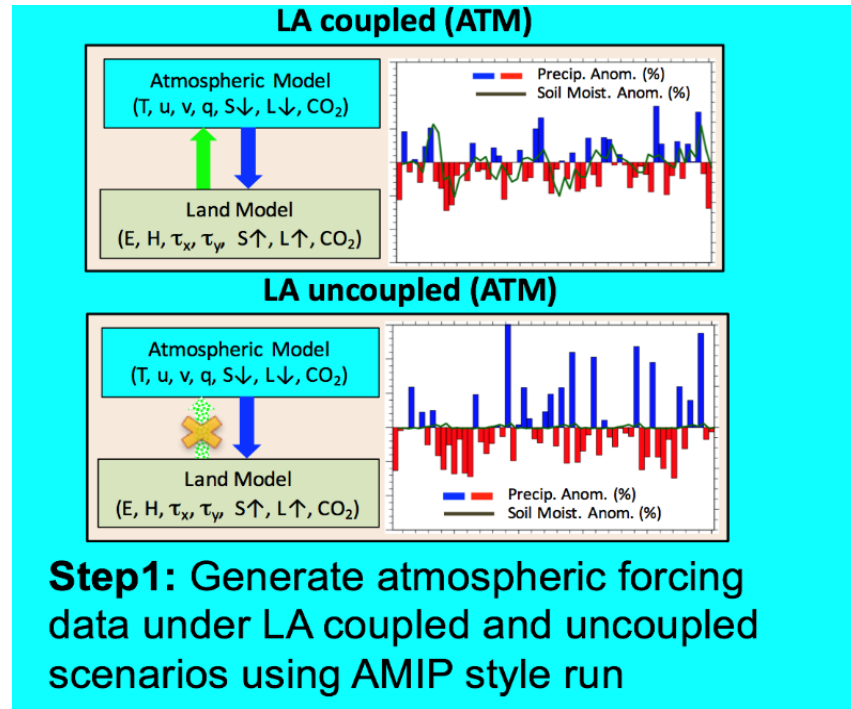 LA coupled (ATM)
Atmospheric Model
(T, u, v, q, S↓, L↓, CO₂)
Land Model
(E, H, τₓ, τᵧ, S↑, L↑, CO₂)
Precip. Anom. (%)
Soil Moist. Anom. (%)
LA uncoupled (ATM)
Atmospheric Model
(T, u, v, q, S↓, L↓, CO₂)
Land Model
(E, H, τₓ, τᵧ, S↑, L↑, CO₂)
Precip. Anom. (%)
Soil Moist. Anom. (%)
Step1: Generate atmospheric forcing
data under LA coupled and uncoupled
scenarios using AMIP style run